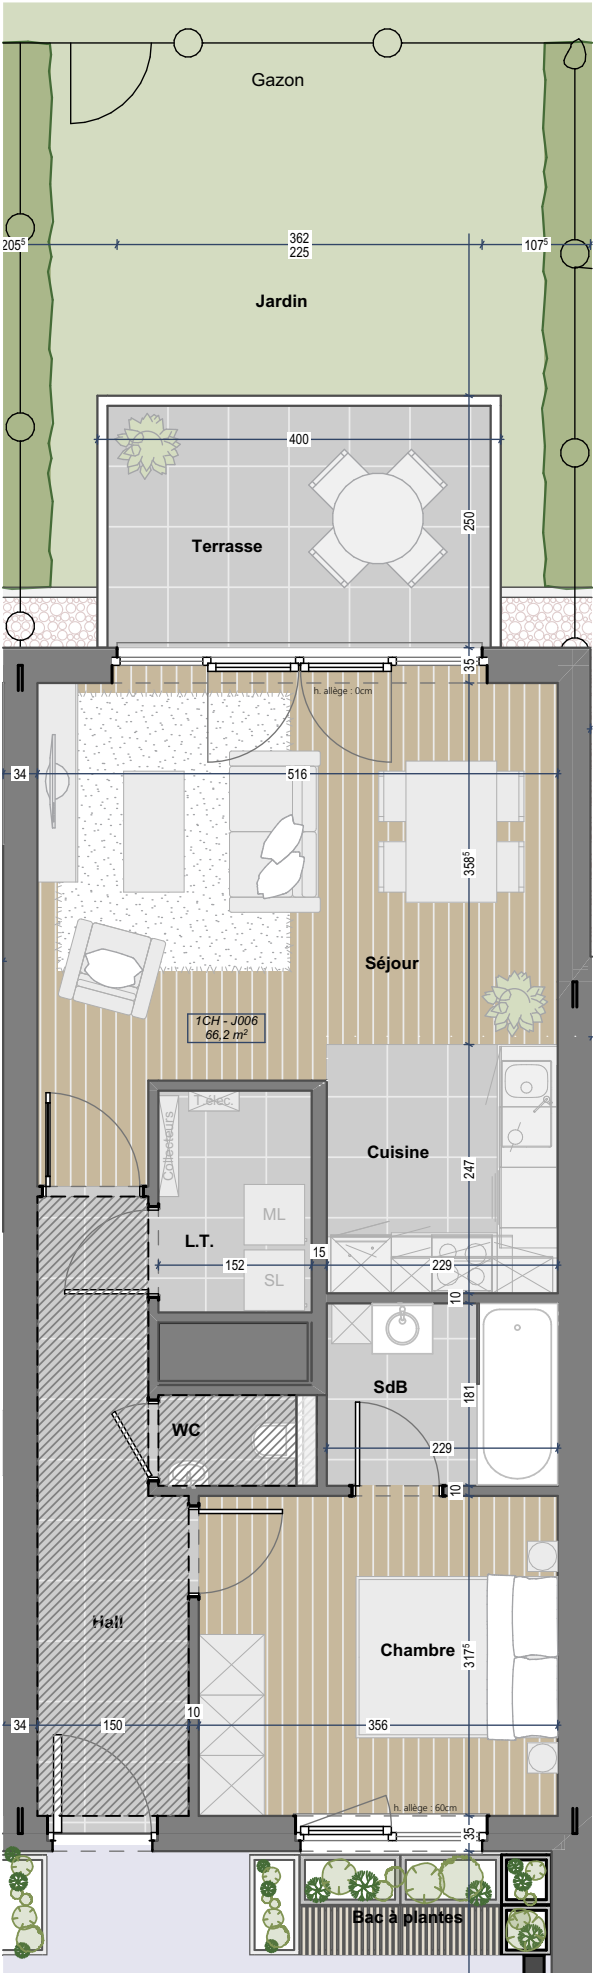 Gazon
205⁵
362
225
107⁵
Jardin
400
250
Terrasse
35
h. allège : 0cm
34
516
358⁵
Séjour
1CH - J006
66,2 m²
T.élec.
Collecteurs
Cuisine
247
ML
L.T.
15
152
SL
229
10
SdB
181
WC
229
10
Hall
Chambre
317⁵
34
150
10
356
h. allège : 60cm
35
Bac à plantes